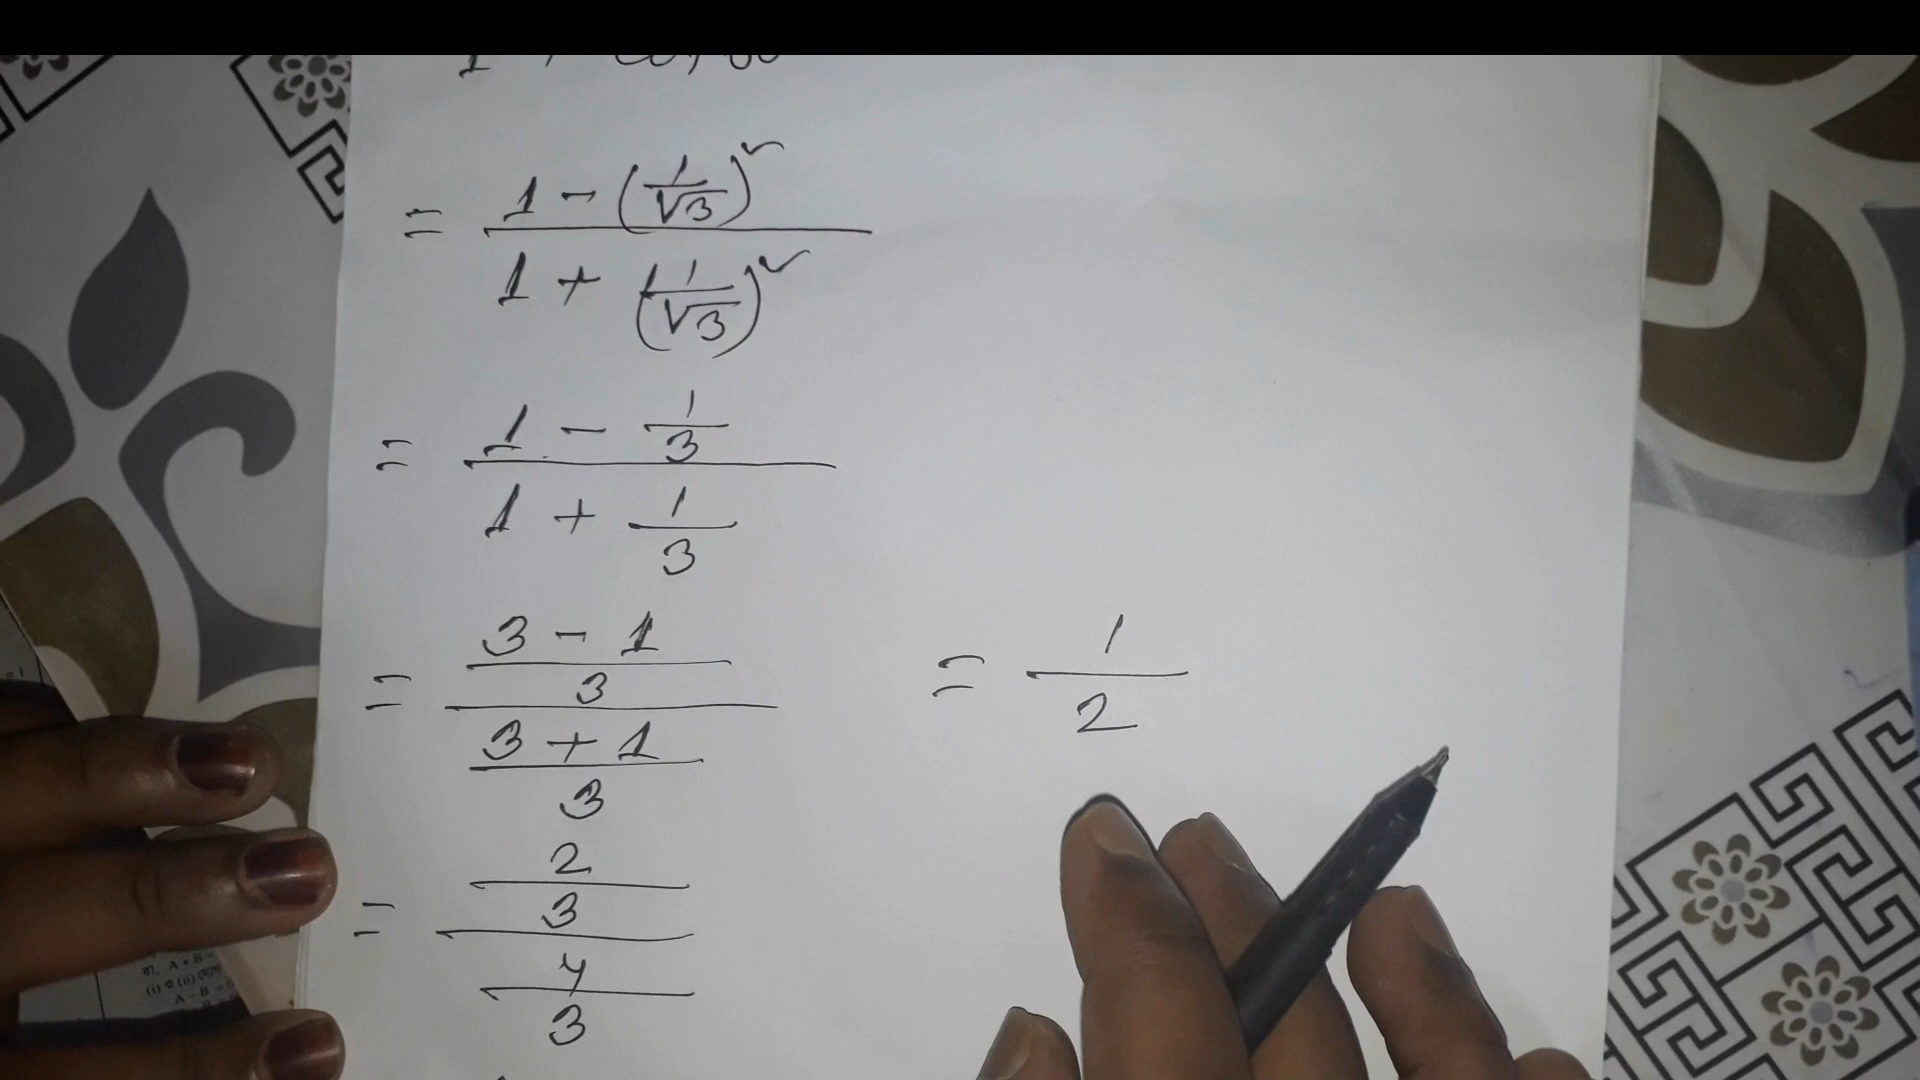 = 1 - (1/√3)² / 1 + (1/√3)²
= 1 - 1/3 / 1 + 1/3
= 3 - 1/3 / 3 + 1/3
= 2/3 / 4/3
= 1/2